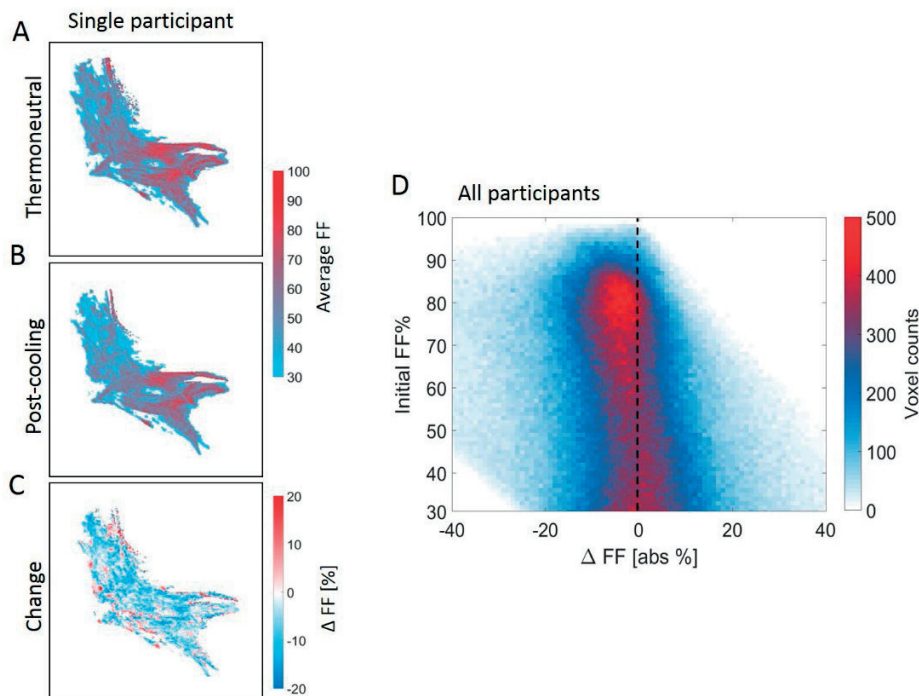 Single participant
A
Thermoneutral
B
Post-cooling
C
Change
100
90
80
70
60
50
40
30
Average FF
20
10
0
-10
-20
Δ FF [%]
D
All participants
100
90
80
70
60
50
40
30
Initial FF%
-40
-20
0
20
40
Δ FF [abs %]
500
400
300
200
100
0
Voxel counts